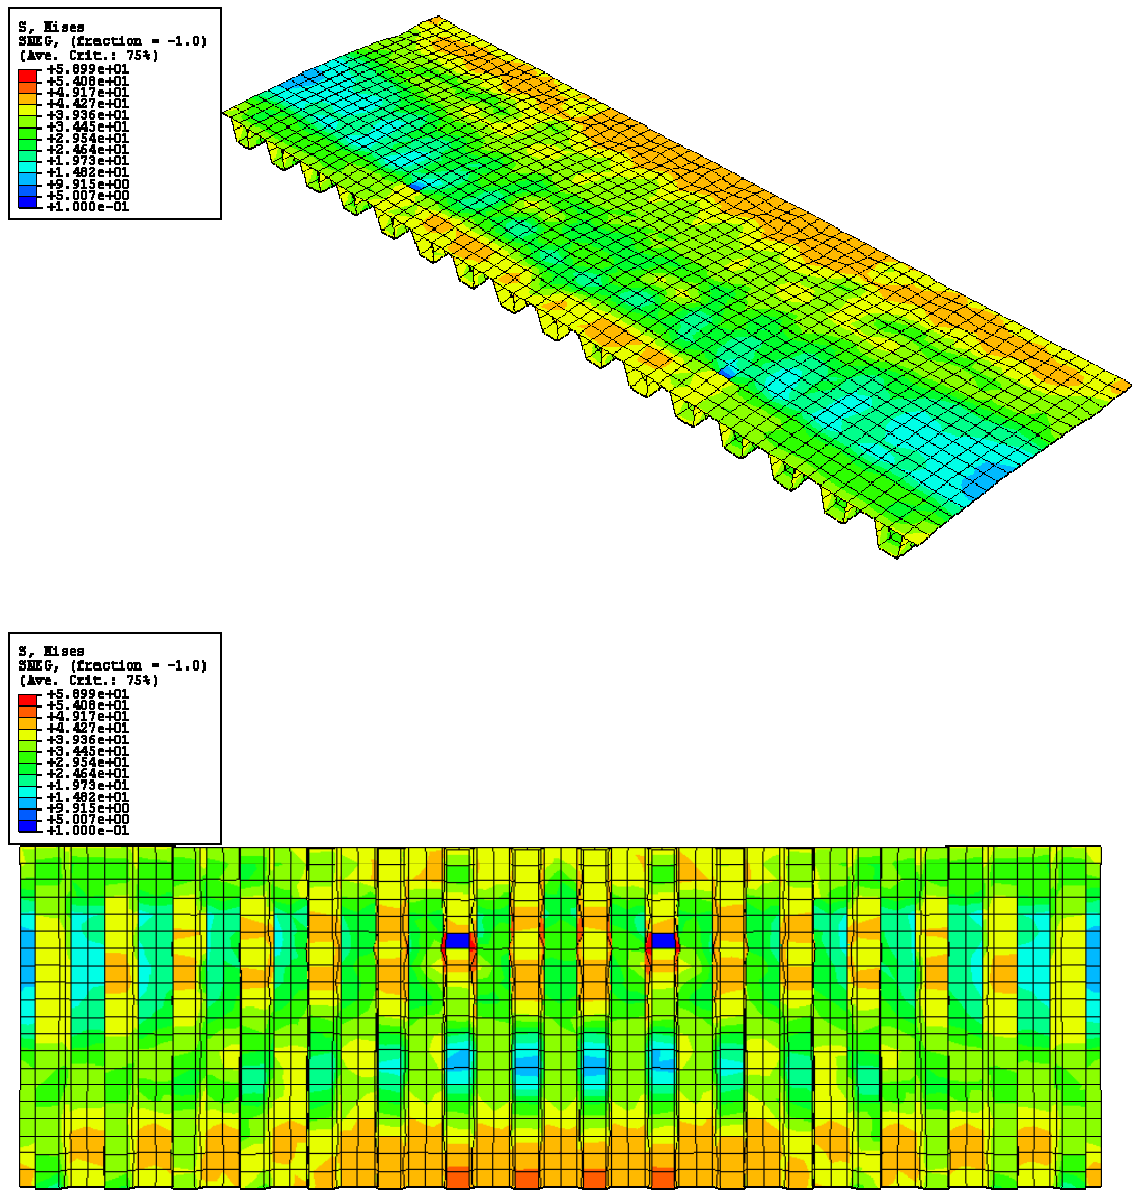 S, Mises
SNEG, (fraction = -1.0)
(Ave. Crit.: 75%)
+5.899e+01
+5.408e+01
+4.917e+01
+4.427e+01
+3.936e+01
+3.445e+01
+2.954e+01
+2.464e+01
+1.973e+01
+1.482e+01
+9.915e+00
+5.007e+00
+1.000e-01
S, Mises
SNEG, (fraction = -1.0)
(Ave. Crit.: 75%)
+5.899e+01
+5.408e+01
+4.917e+01
+4.427e+01
+3.936e+01
+3.445e+01
+2.954e+01
+2.464e+01
+1.973e+01
+1.482e+01
+9.915e+00
+5.007e+00
+1.000e-01